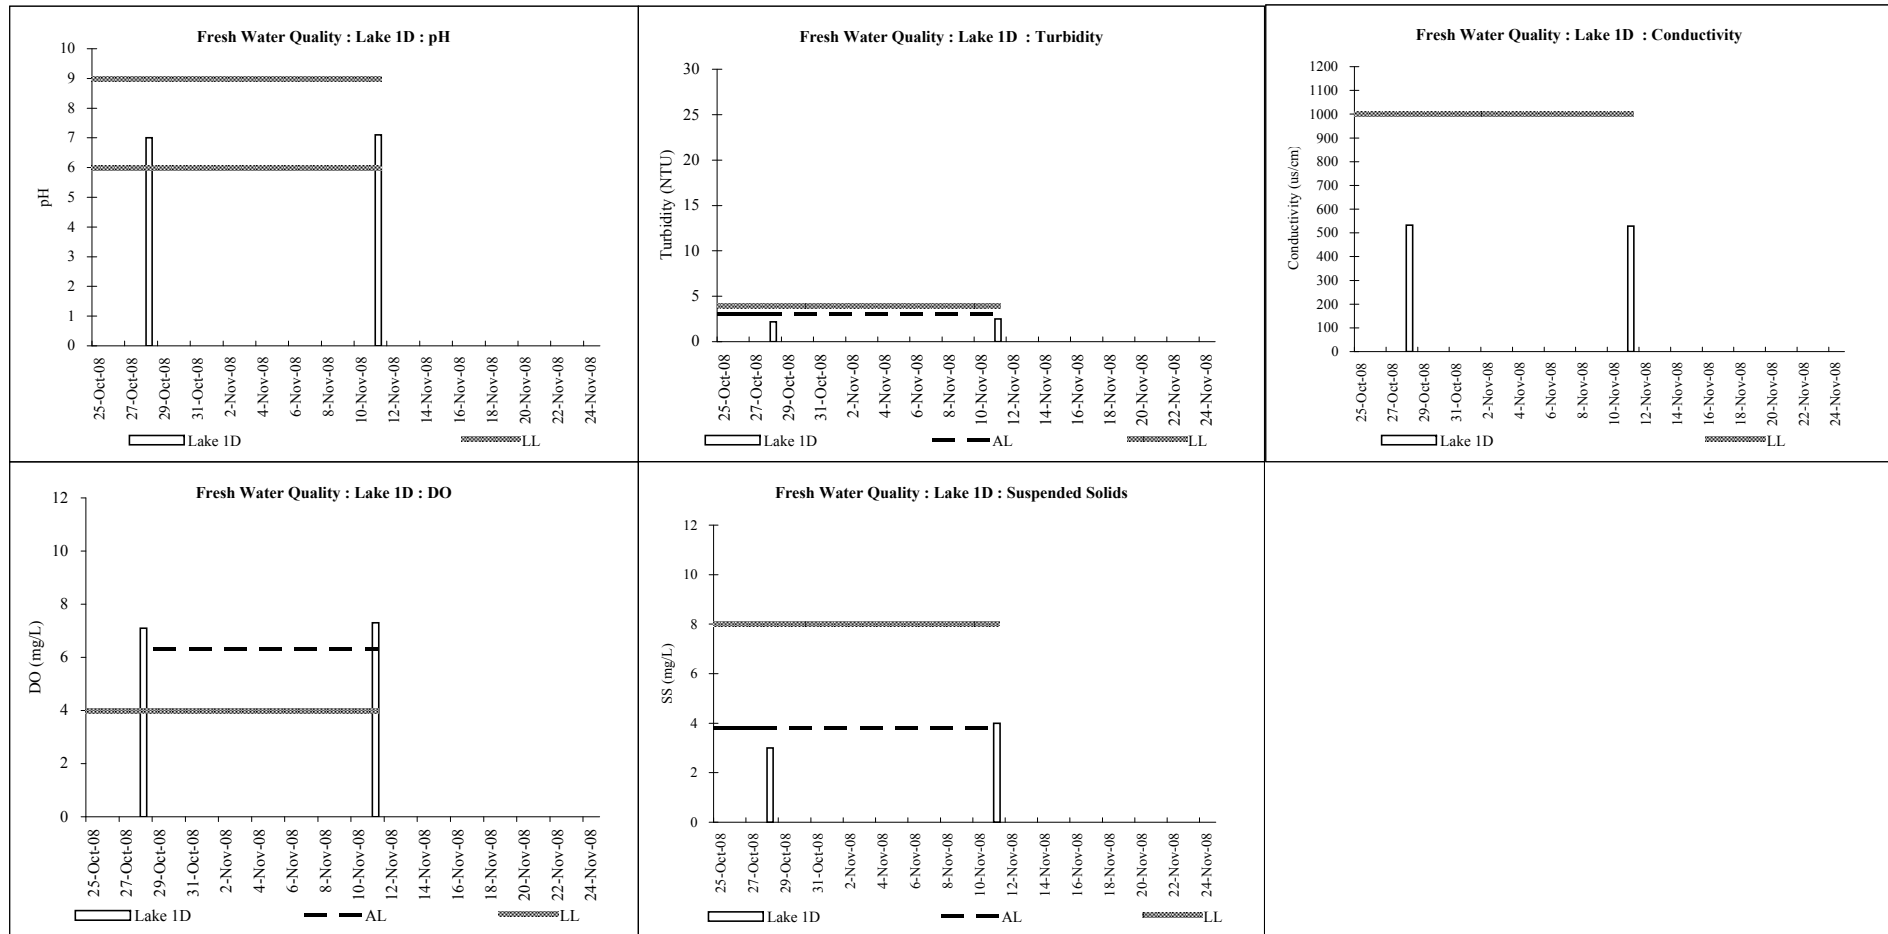 Fresh Water Quality : Lake 1D : pH
10
9
8
7
6
5
4
3
2
1
0
pH
25-Oct-08
27-Oct-08
29-Oct-08
31-Oct-08
2-Nov-08
4-Nov-08
6-Nov-08
8-Nov-08
10-Nov-08
12-Nov-08
14-Nov-08
16-Nov-08
18-Nov-08
20-Nov-08
22-Nov-08
24-Nov-08
Lake 1D
LL
Fresh Water Quality : Lake 1D : Turbidity
30
25
20
15
10
5
0
Turbidity (NTU)
25-Oct-08
27-Oct-08
29-Oct-08
31-Oct-08
2-Nov-08
4-Nov-08
6-Nov-08
8-Nov-08
10-Nov-08
12-Nov-08
14-Nov-08
16-Nov-08
18-Nov-08
20-Nov-08
22-Nov-08
24-Nov-08
Lake 1D
AL
LL
Fresh Water Quality : Lake 1D : Conductivity
1200
1100
1000
900
800
700
600
500
400
300
200
100
0
Conductivity (us/cm)
25-Oct-08
27-Oct-08
29-Oct-08
31-Oct-08
2-Nov-08
4-Nov-08
6-Nov-08
8-Nov-08
10-Nov-08
12-Nov-08
14-Nov-08
16-Nov-08
18-Nov-08
20-Nov-08
22-Nov-08
24-Nov-08
Lake 1D
LL
Fresh Water Quality : Lake 1D : DO
12
10
8
6
4
2
0
DO (mg/L)
25-Oct-08
27-Oct-08
29-Oct-08
31-Oct-08
2-Nov-08
4-Nov-08
6-Nov-08
8-Nov-08
10-Nov-08
12-Nov-08
14-Nov-08
16-Nov-08
18-Nov-08
20-Nov-08
22-Nov-08
24-Nov-08
Lake 1D
AL
LL
Fresh Water Quality : Lake 1D : Suspended Solids
12
10
8
6
4
2
0
SS (mg/L)
25-Oct-08
27-Oct-08
29-Oct-08
31-Oct-08
2-Nov-08
4-Nov-08
6-Nov-08
8-Nov-08
10-Nov-08
12-Nov-08
14-Nov-08
16-Nov-08
18-Nov-08
20-Nov-08
22-Nov-08
24-Nov-08
Lake 1D
AL
LL